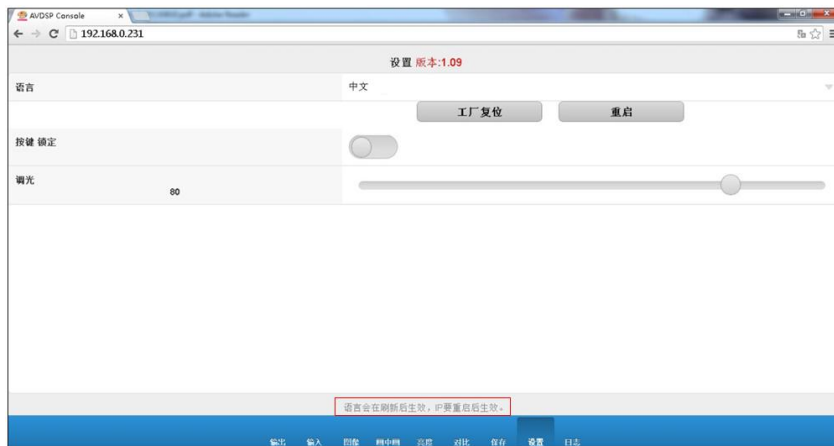 AVDSP Console
192.168.0.231
设置 版本:1.09
语言 中文
工厂复位 重启
按键 锁定
调光
80
语言会在刷新后生效，IP要重启后生效。
输出 输入 图像 画中画 亮度 对比 保存 设置 日志